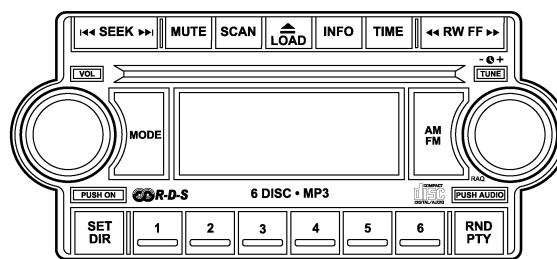 SEEK MUTE SCAN LOAD INFO TIME RW FF
- +
VOL TUNE
MODE AM
FM
RAQ
PUSH ON R-D-S 6 DISC • MP3 COMPACT disc DIGITAL AUDIO PUSH AUDIO
SET
DIR
1 2 3 4 5 6
RND
PTY